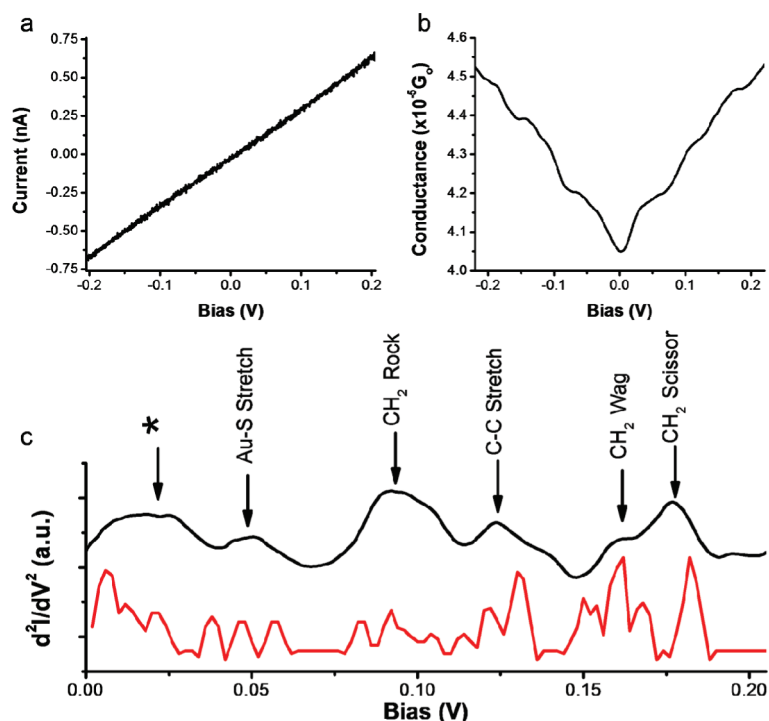 a
0.75
0.50
0.25
0.00
-0.25
-0.50
-0.75
Current (nA)
-0.2 -0.1 0.0 0.1 0.2
Bias (V)
b
4.6
4.5
4.4
4.3
4.2
4.1
4.0
Conductance (x10⁻⁵G₀)
-0.2 -0.1 0.0 0.1 0.2
Bias (V)
c
*
Au-S Stretch
CH₂ Rock
C-C Stretch
CH₂ Wag
CH₂ Scissor
d²I/dV² (a.u.)
0.00 0.05 0.10 0.15 0.20
Bias (V)